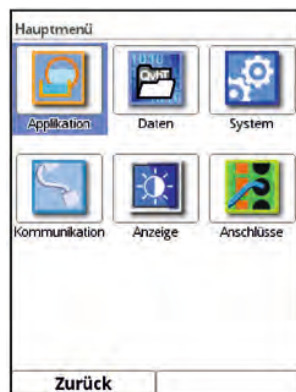 Hauptmenü
Applikation
Daten
System
Kommunikation
Anzeige
Anschlüsse
Zurück